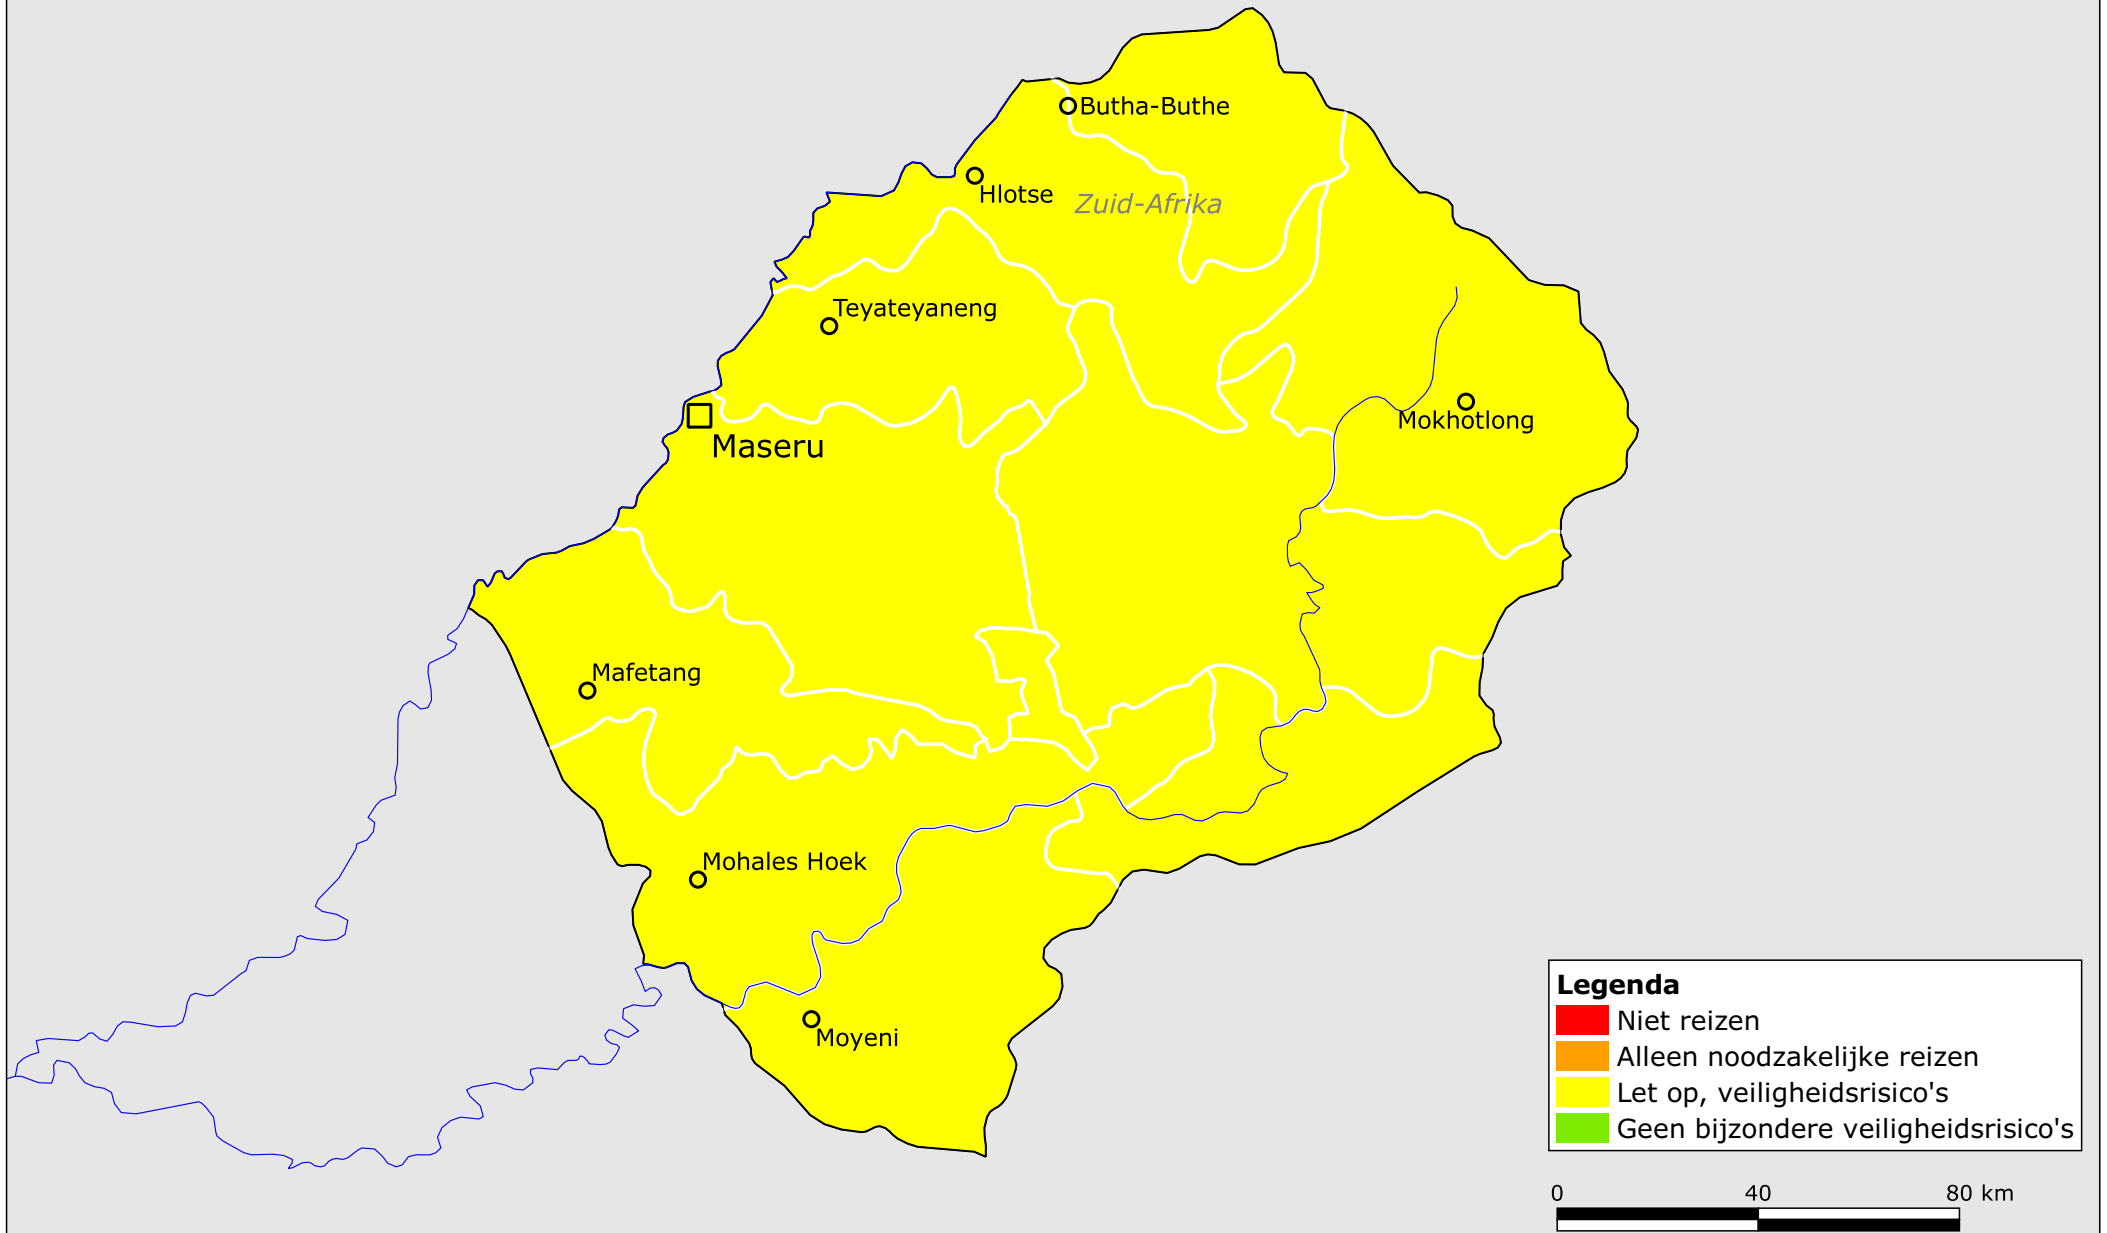 Butha-Buthe
Hlotse
Zuid-Afrika
Teyateyaneng
Mokhotlong
Maseru
Mafetang
Mohales Hoek
Moyeni
Legenda
Niet reizen
Alleen noodzakelijke reizen
Let op, veiligheidsrisico's
Geen bijzondere veiligheidsrisico's
0 40 80 km